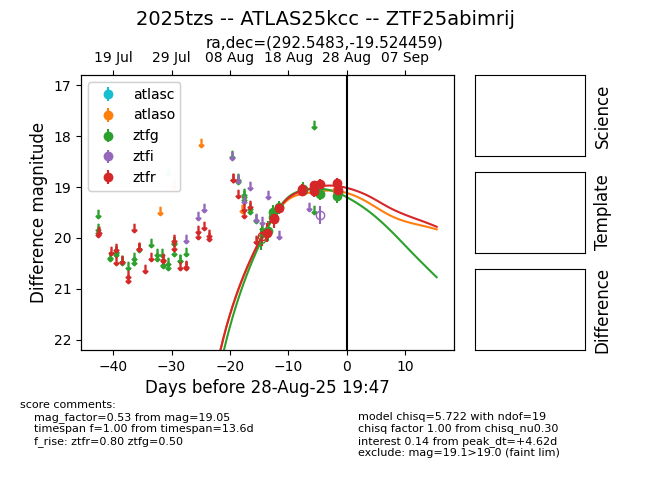 2025tzs -- ATLAS25kcc -- ZTF25abimrij
ra,dec=(292.5483,-19.524459)
19 Jul 29 Jul 08 Aug 18 Aug 28 Aug 07 Sep
17
18
19
20
21
22
Difference magnitude
atlasc
atlaso
ztfg
ztfi
ztfr
−40 −30 −20 −10 0 10
Days before 28-Aug-25 19:47
Science
Template
Difference
score comments:
mag_factor=0.53 from mag=19.05
timespan f=1.00 from timespan=13.6d
f_rise: ztfr=0.80 ztfg=0.50
model chisq=5.722 with ndof=19
chisq factor 1.00 from chisq_nu0.30
interest 0.14 from peak_dt=+4.62d
exclude: mag=19.1>19.0 (faint lim)